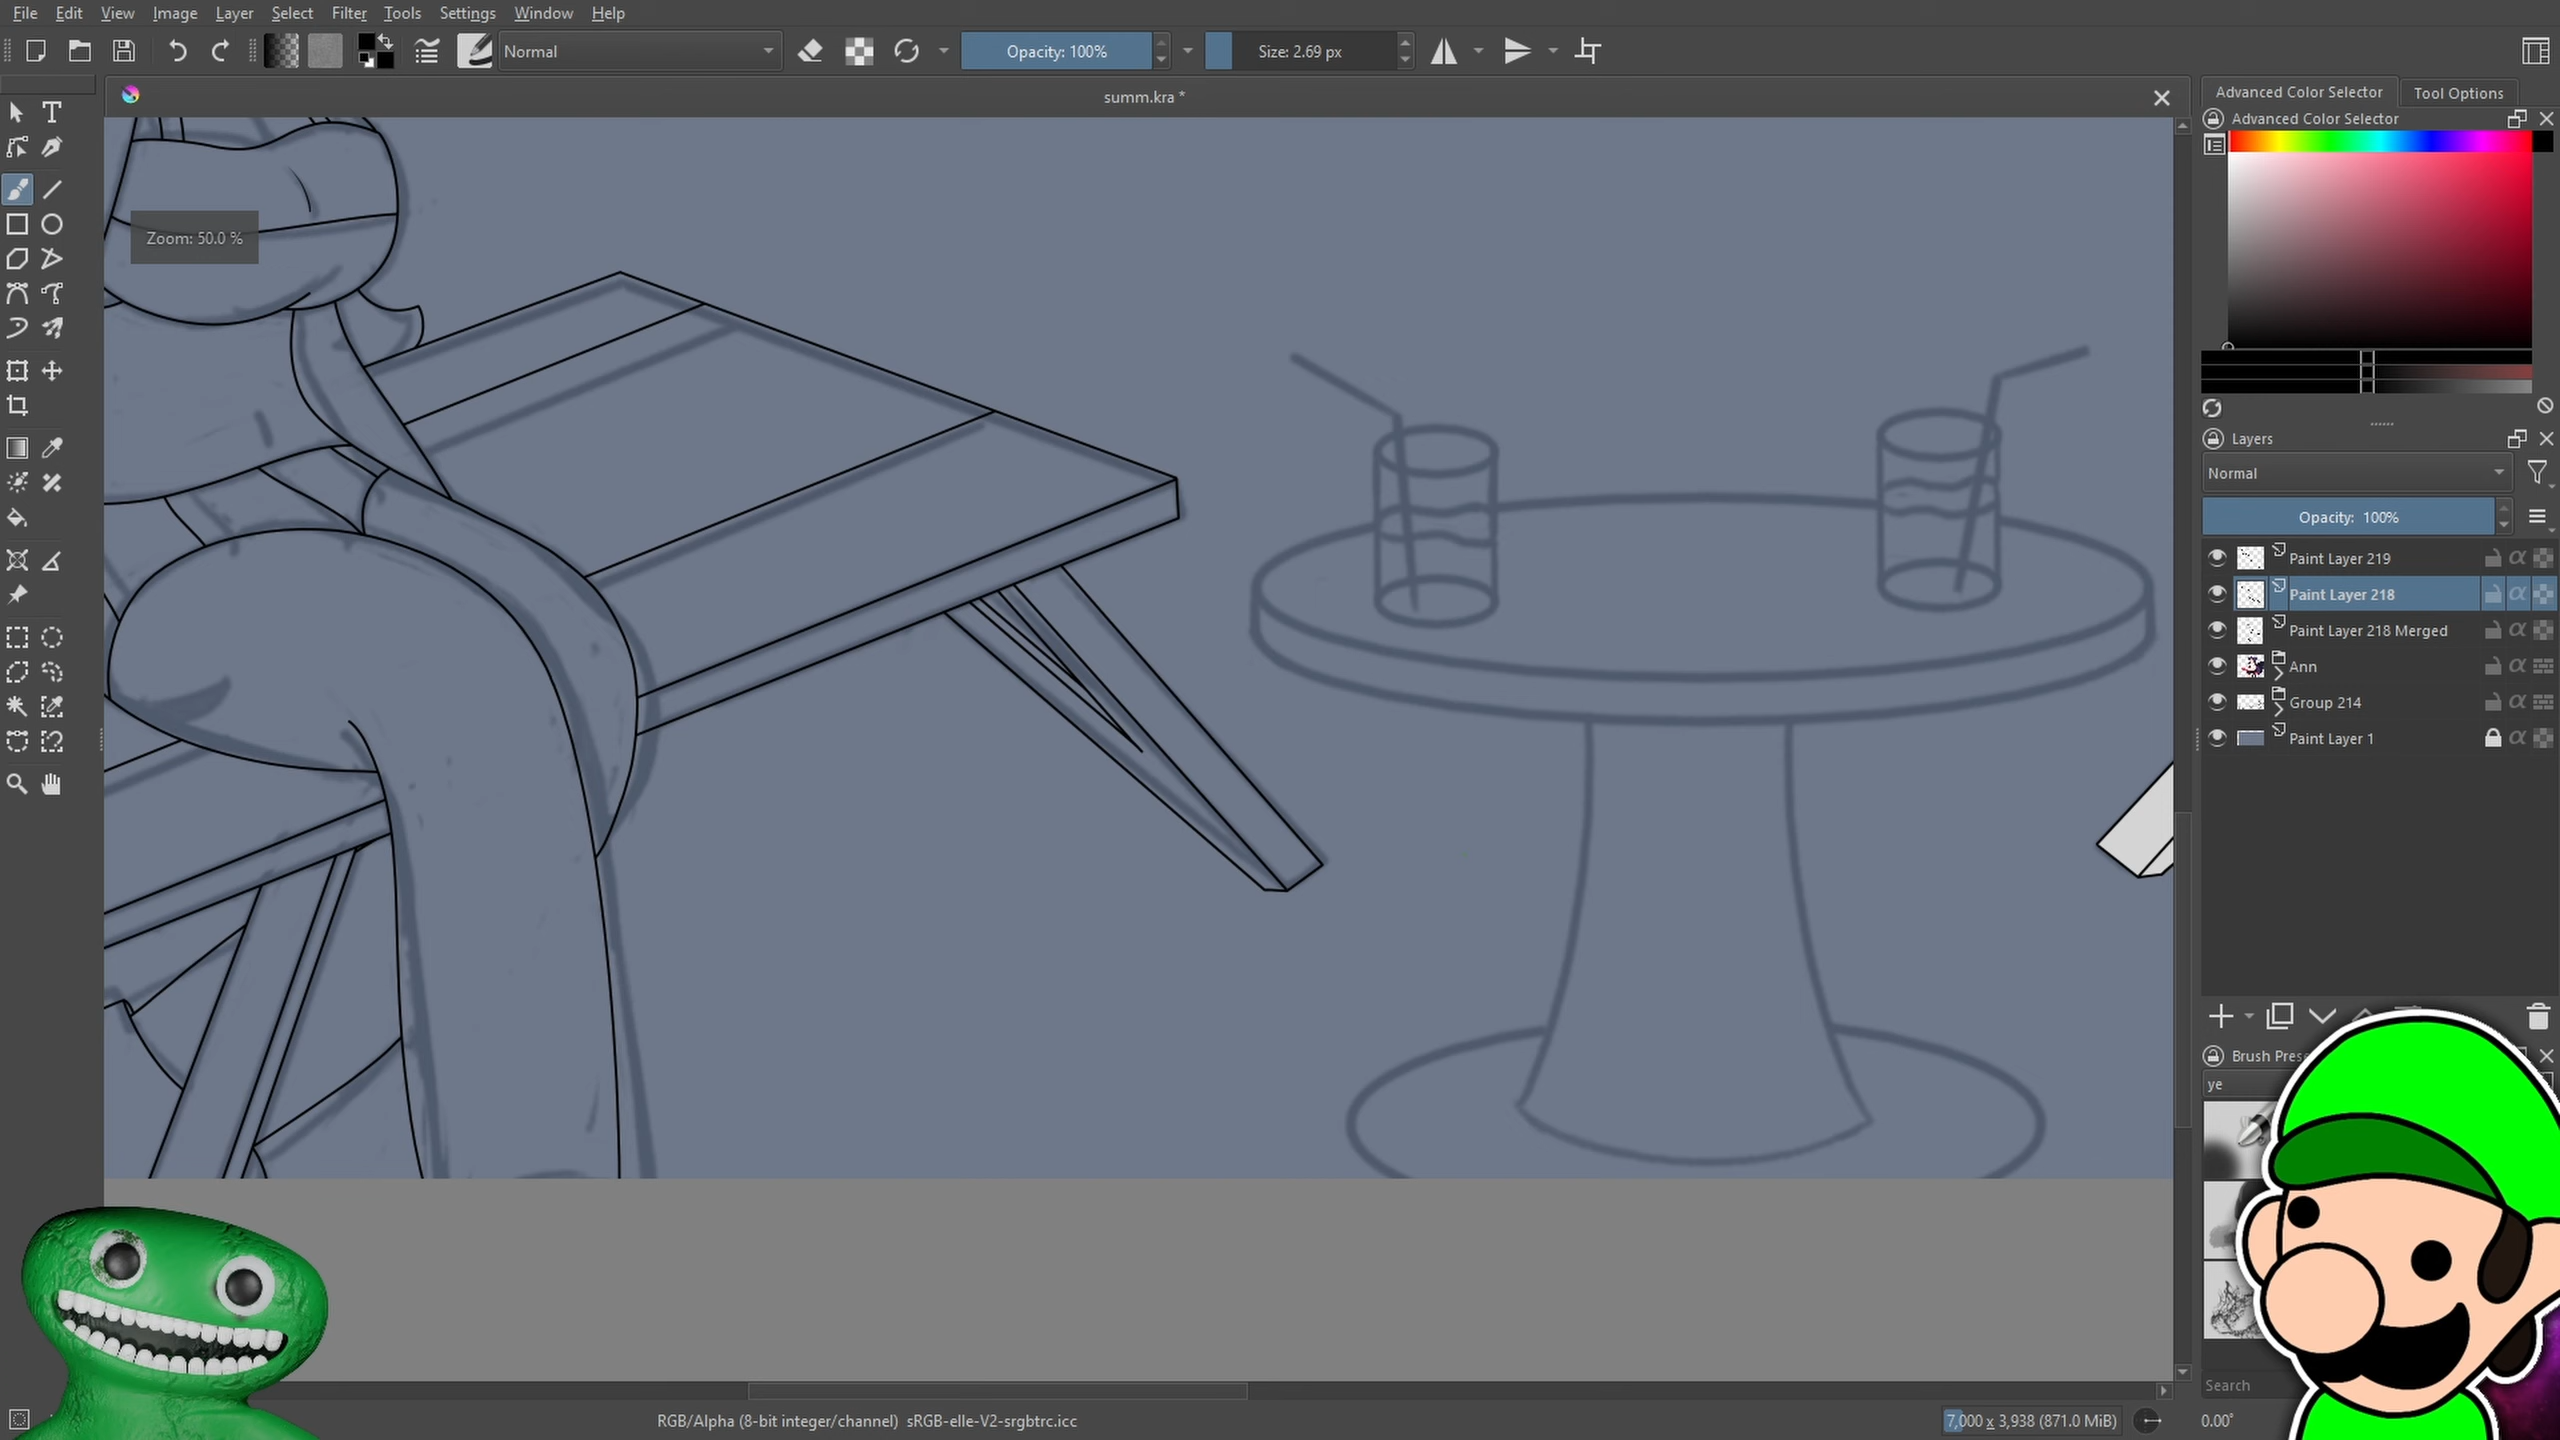 File Edit View Image Layer Select Filter Tools Settings Window Help
Normal
Opacity: 100%
Size: 2.69 px
summ.kra *
Zoom: 50.0 %
Advanced Color Selector
Tool Options
Advanced Color Selector
Layers
Normal
Opacity: 100%
Paint Layer 219
Paint Layer 218
Paint Layer 218 Merged
Ann
Group 214
Paint Layer 1
Brush Pres
ye
Search
RGB/Alpha (8-bit integer/channel) sRGB-elle-V2-srgbtrc.icc
7,000 x 3,938 (871.0 MiB)
0.00°